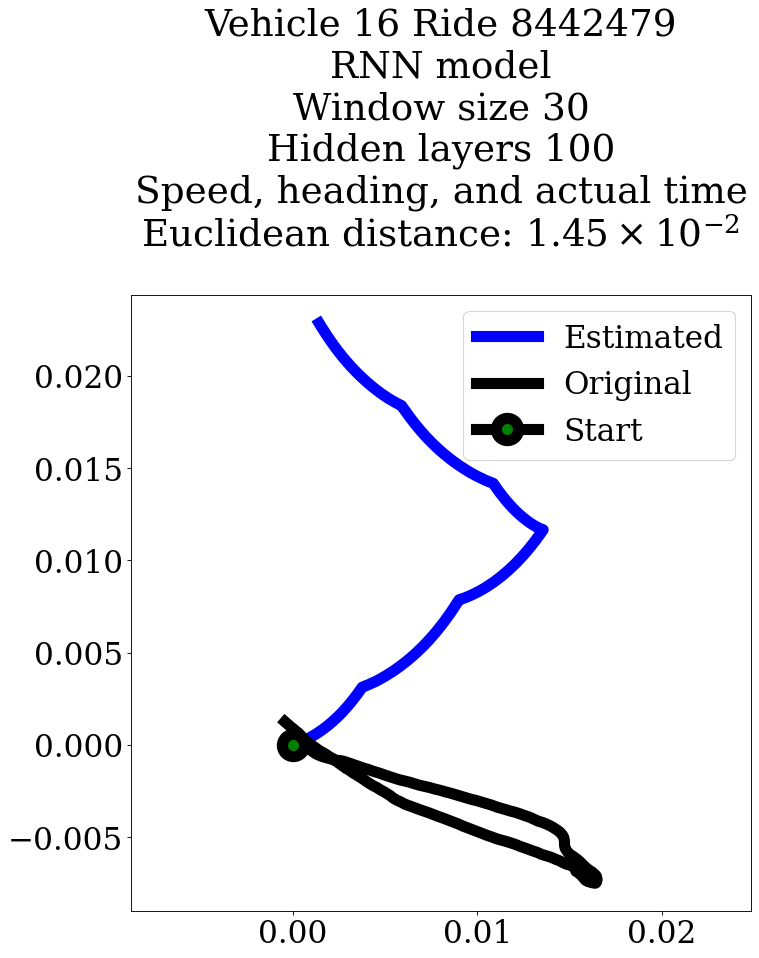 Vehicle 16 Ride 8442479
RNN model
Window size 30
Hidden layers 100
Speed, heading, and actual time
Euclidean distance: $1.45 \times 10^{-2}$
Estimated
Original
Start
0.020
0.015
0.010
0.005
0.000
−0.005
0.00 0.01 0.02